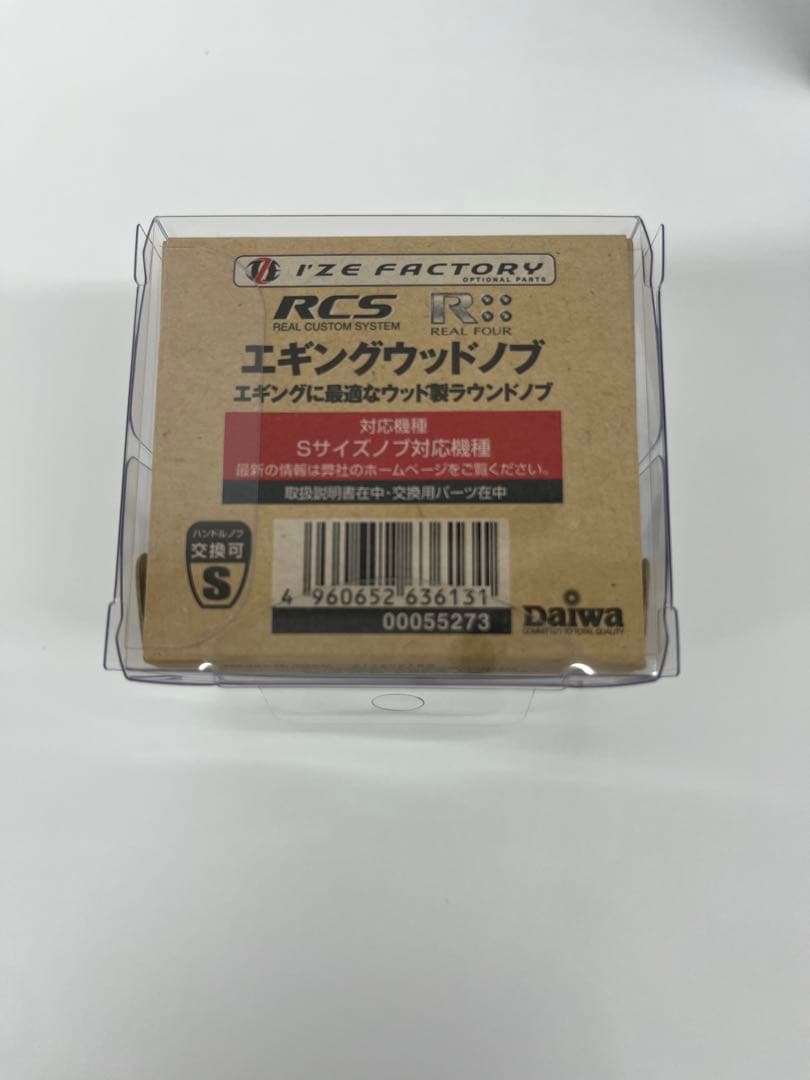 I'ZE FACTORY
OPTIONAL PARTS
RCS
REAL CUSTOM SYSTEM
R
REAL FOUR
エギングウッドノブ
エギングに最適なウッド製ラウンドノブ
対応機種
Sサイズノブ対応機種
最新の情報は弊社のホームページをご覧ください。
取扱説明書在中・交換用パーツ在中
ハンドルノブ
交換可
S
4 960652 636131
00055273
Daiwa
COMMITTED TO TOTAL QUALITY